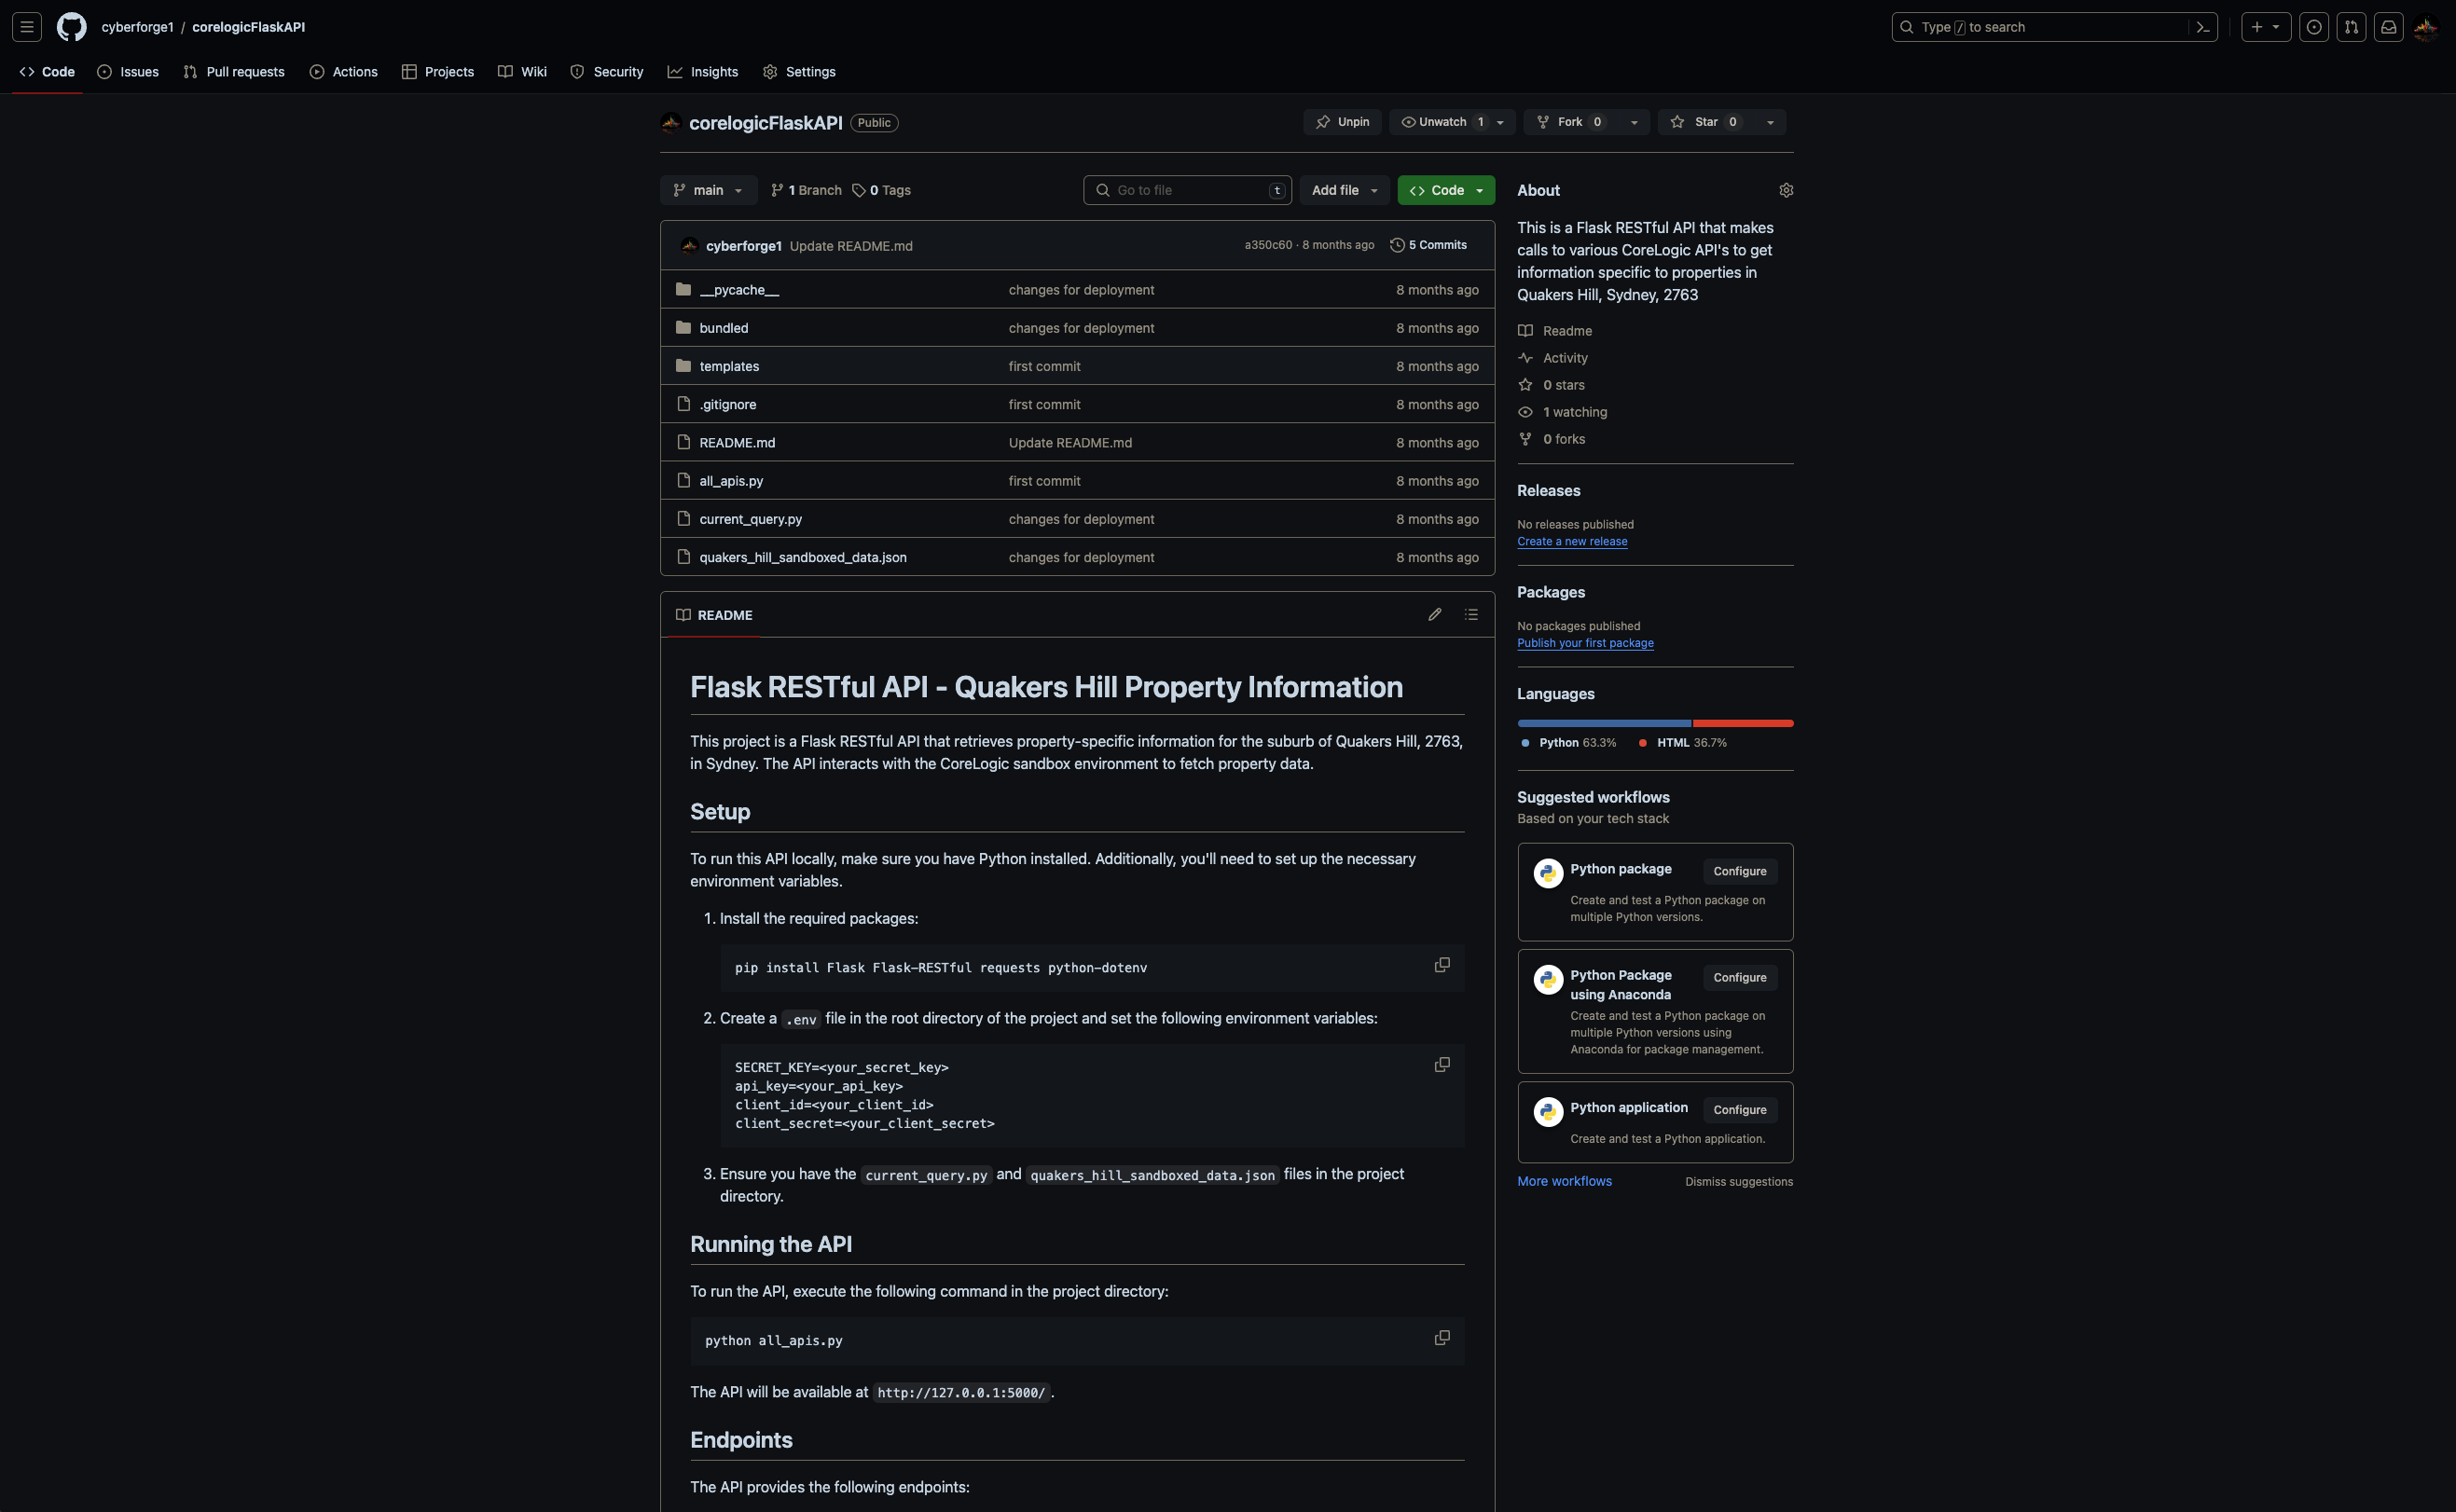 cyberforge1 / corelogicFlaskAPI
Type / to search
Code Issues Pull requests Actions Projects Wiki Security Insights Settings
corelogicFlaskAPI Public
Unpin Unwatch 1 Fork 0 Star 0
main 1 Branch 0 Tags
Go to file t Add file Code
cyberforge1 Update README.md a350c60 · 8 months ago 5 Commits
__pycache__ changes for deployment 8 months ago
bundled changes for deployment 8 months ago
templates first commit 8 months ago
.gitignore first commit 8 months ago
README.md Update README.md 8 months ago
all_apis.py first commit 8 months ago
current_query.py changes for deployment 8 months ago
quakers_hill_sandboxed_data.json changes for deployment 8 months ago
README
Flask RESTful API - Quakers Hill Property Information
This project is a Flask RESTful API that retrieves property-specific information for the suburb of Quakers Hill, 2763,
in Sydney. The API interacts with the CoreLogic sandbox environment to fetch property data.
Setup
To run this API locally, make sure you have Python installed. Additionally, you'll need to set up the necessary
environment variables.
1. Install the required packages:
pip install Flask Flask-RESTful requests python-dotenv
2. Create a .env file in the root directory of the project and set the following environment variables:
SECRET_KEY=<your_secret_key>
api_key=<your_api_key>
client_id=<your_client_id>
client_secret=<your_client_secret>
3. Ensure you have the current_query.py and quakers_hill_sandboxed_data.json files in the project
directory.
Running the API
To run the API, execute the following command in the project directory:
python all_apis.py
The API will be available at http://127.0.0.1:5000/.
Endpoints
The API provides the following endpoints:
About
This is a Flask RESTful API that makes
calls to various CoreLogic API's to get
information specific to properties in
Quakers Hill, Sydney, 2763
Readme
Activity
0 stars
1 watching
0 forks
Releases
No releases published
Create a new release
Packages
No packages published
Publish your first package
Languages
Python 63.3% HTML 36.7%
Suggested workflows
Based on your tech stack
Python package Configure
Create and test a Python package on
multiple Python versions.
Python Package Configure
using Anaconda
Create and test a Python package on
multiple Python versions using
Anaconda for package management.
Python application Configure
Create and test a Python application.
More workflows Dismiss suggestions